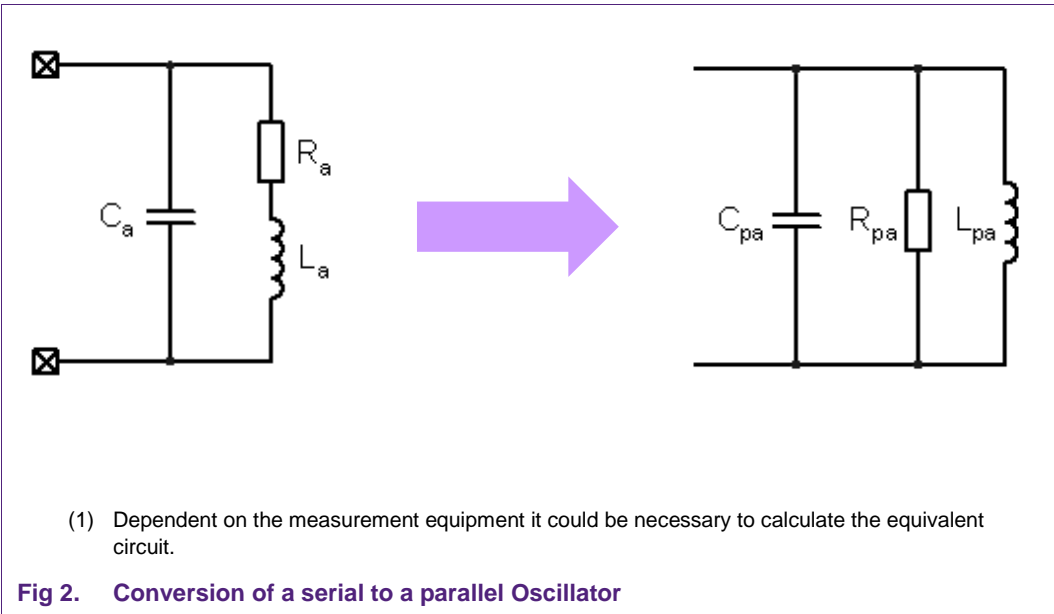 Ra
Ca
La
Cpa
Rpa
Lpa
(1) Dependent on the measurement equipment it could be necessary to calculate the equivalent
circuit.
Fig 2. Conversion of a serial to a parallel Oscillator